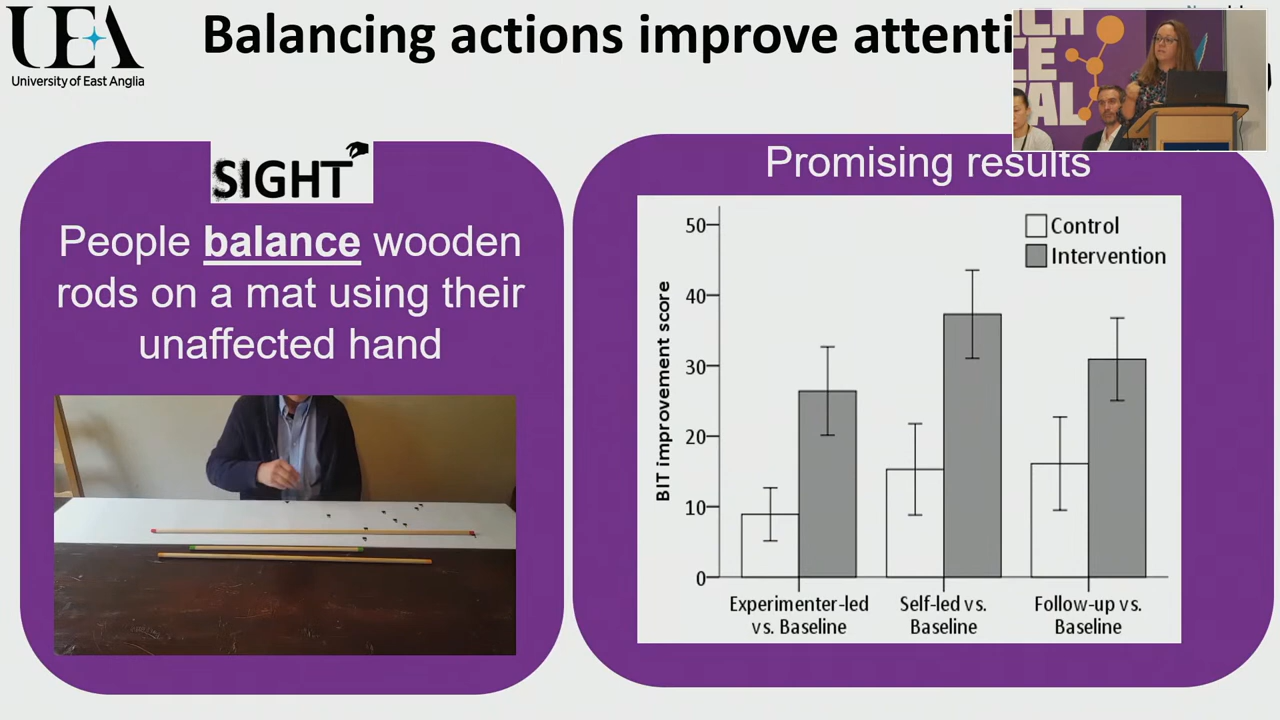 UEA
University of East Anglia
Balancing actions improve attenti
SIGHT
People balance wooden
rods on a mat using their
unaffected hand
Promising results
Control
Intervention
BIT improvement score
50
40
30
20
10
0
Experimenter-led
vs. Baseline
Self-led vs.
Baseline
Follow-up vs.
Baseline